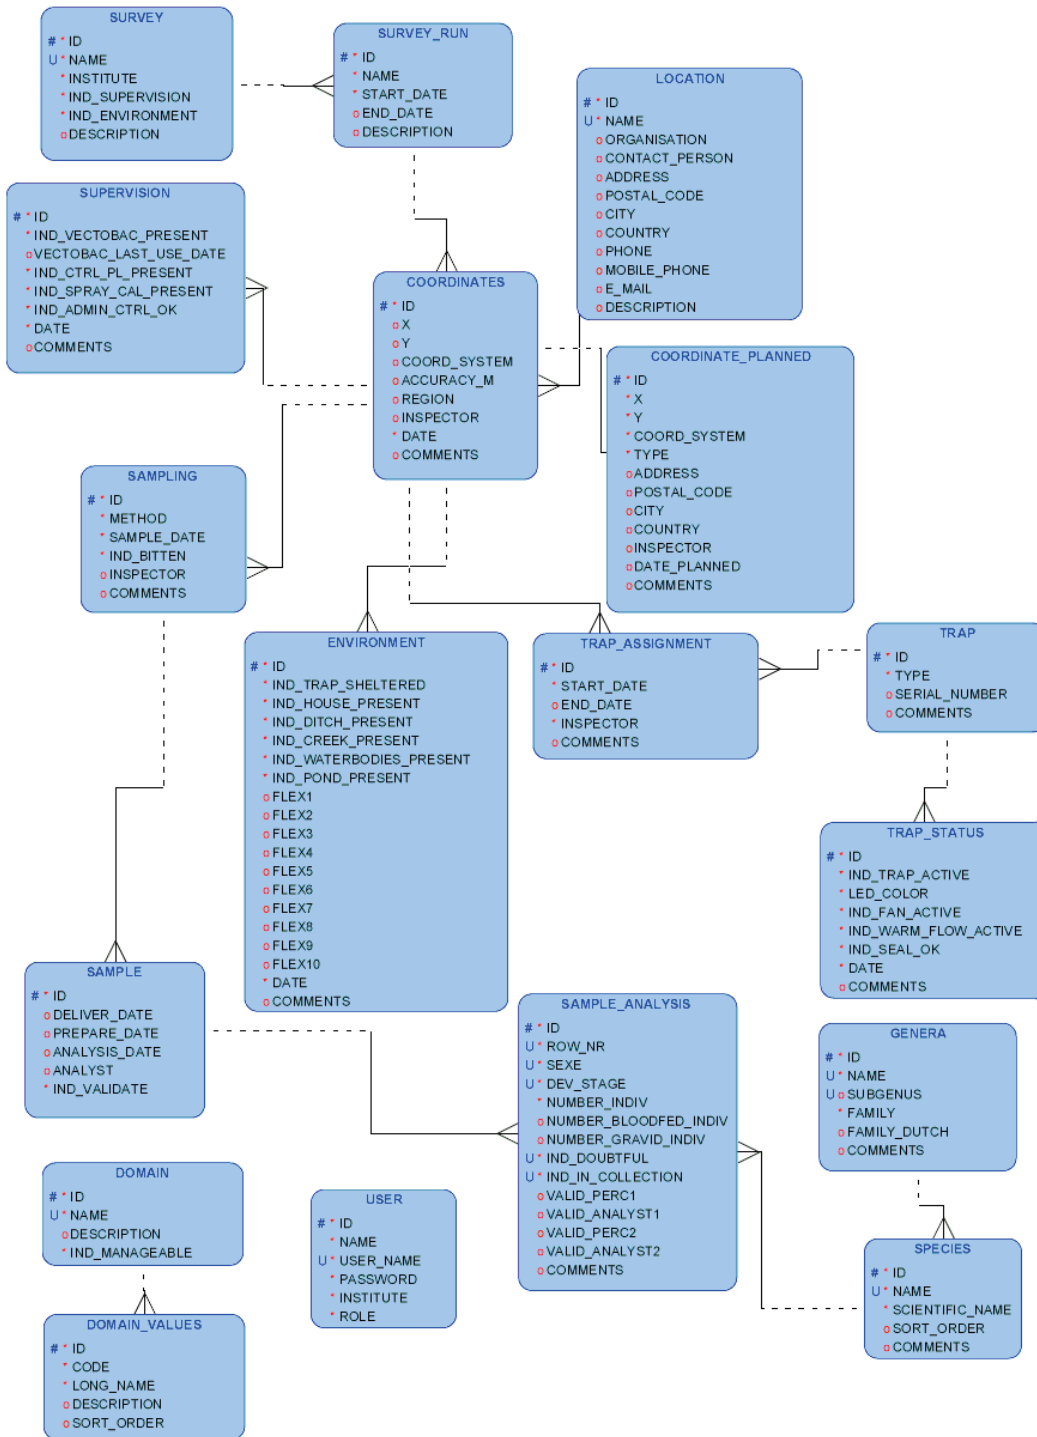 SURVEY
# * ID
U * NAME
* INSTITUTE
* IND_SUPERVISION
* IND_ENVIRONMENT
o DESCRIPTION
SURVEY_RUN
# * ID
* NAME
* START_DATE
o END_DATE
o DESCRIPTION
LOCATION
# * ID
U * NAME
o ORGANISATION
o CONTACT_PERSON
o ADDRESS
o POSTAL_CODE
o CITY
o COUNTRY
o PHONE
o MOBILE_PHONE
o E_MAIL
o DESCRIPTION
SUPERVISION
# * ID
* IND_VECTOBAC_PRESENT
o VECTOBAC_LAST_USE_DATE
* IND_CTRL_PL_PRESENT
* IND_SPRAY_CAL_PRESENT
* IND_ADMIN_CTRL_OK
* DATE
o COMMENTS
COORDINATES
# * ID
o X
o Y
o COORD_SYSTEM
o ACCURACY_M
o REGION
o INSPECTOR
* DATE
o COMMENTS
COORDINATE_PLANNED
# * ID
* X
* Y
* COORD_SYSTEM
* TYPE
o ADDRESS
o POSTAL_CODE
o CITY
o COUNTRY
o INSPECTOR
o DATE_PLANNED
o COMMENTS
SAMPLING
# * ID
* METHOD
* SAMPLE_DATE
* IND_BITTEN
o INSPECTOR
o COMMENTS
ENVIRONMENT
# * ID
* IND_TRAP_SHELTERED
* IND_HOUSE_PRESENT
* IND_DITCH_PRESENT
* IND_CREEK_PRESENT
* IND_WATERBODIES_PRESENT
* IND_POND_PRESENT
o FLEX1
o FLEX2
o FLEX3
o FLEX4
o FLEX5
o FLEX6
o FLEX7
o FLEX8
o FLEX9
o FLEX10
* DATE
o COMMENTS
TRAP_ASSIGNMENT
# * ID
* START_DATE
o END_DATE
* INSPECTOR
o COMMENTS
TRAP
# * ID
* TYPE
o SERIAL_NUMBER
o COMMENTS
TRAP_STATUS
# * ID
* IND_TRAP_ACTIVE
* LED_COLOR
* IND_FAN_ACTIVE
* IND_WARM_FLOW_ACTIVE
* IND_SEAL_OK
* DATE
o COMMENTS
SAMPLE
# * ID
o DELIVER_DATE
o PREPARE_DATE
o ANALYSIS_DATE
o ANALYST
* IND_VALIDATE
SAMPLE_ANALYSIS
# * ID
U * ROW_NR
U * SEXE
U * DEV_STAGE
* NUMBER_INDIV
o NUMBER_BLOODFED_INDIV
o NUMBER_GRAVID_INDIV
U * IND_DOUBTFUL
U * IND_IN_COLLECTION
o VALID_PERC1
o VALID_ANALYST1
o VALID_PERC2
o VALID_ANALYST2
o COMMENTS
GENERA
# * ID
U * NAME
U o SUBGENUS
* FAMILY
o FAMILY_DUTCH
o COMMENTS
DOMAIN
# * ID
U * NAME
o DESCRIPTION
* IND_MANAGEABLE
USER
# * ID
* NAME
U * USER_NAME
* PASSWORD
* INSTITUTE
* ROLE
SPECIES
# * ID
U * NAME
* SCIENTIFIC_NAME
o SORT_ORDER
o COMMENTS
DOMAIN_VALUES
# * ID
* CODE
* LONG_NAME
o DESCRIPTION
o SORT_ORDER